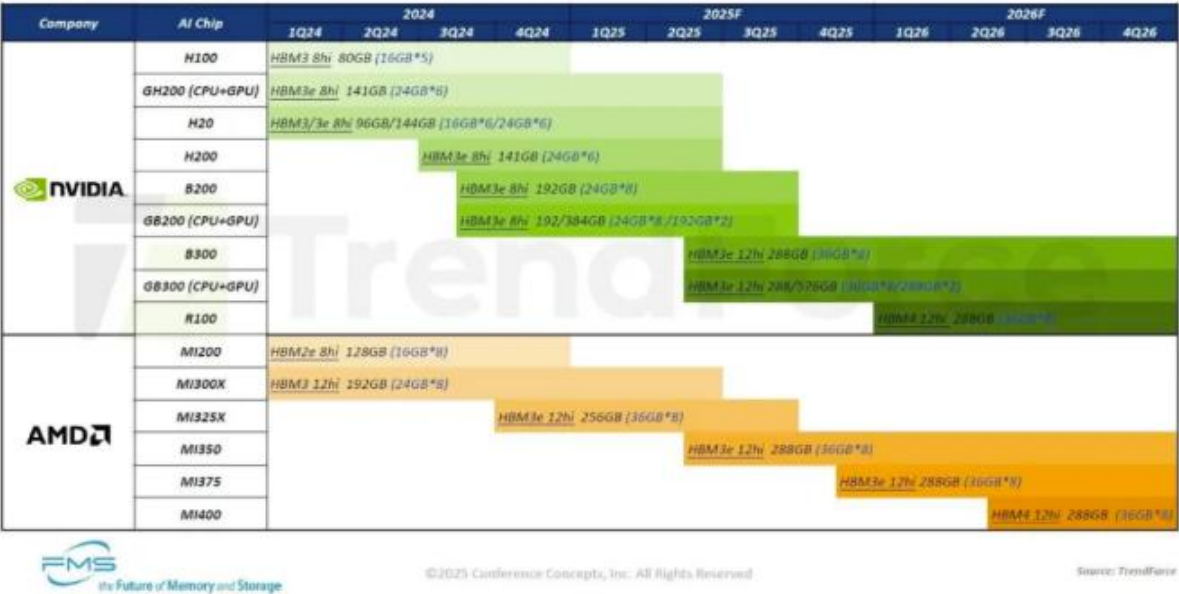 Company AI Chip 2024 2025F 2026F
1Q24 2Q24 3Q24 4Q24 1Q25 2Q25 3Q25 4Q25 1Q26 2Q26 3Q26 4Q26
NVIDIA
H100 HBM3 8hi 80GB (16GB*5)
GH200 (CPU+GPU) HBM3e 8hi 141GB (24GB*6)
H20 HBM3/3e 8hi 96GB/144GB (16GB*6/24GB*6)
H200 HBM3e 8hi 141GB (24GB*6)
B200 HBM3e 8hi 192GB (24GB*8)
GB200 (CPU+GPU) HBM3e 8hi 192/384GB (24GB*8/192GB*2)
B300 HBM3e 12hi 288GB (36GB*8)
GB300 (CPU+GPU) HBM3e 12hi 288/576GB (36GB*8/288GB*2)
R100 HBM4 12hi 288GB
AMD
MI200 HBM2e 8hi 128GB (16GB*8)
MI300X HBM3 12hi 192GB (24GB*8)
MI325X HBM3e 12hi 256GB (36GB*8)
MI350 HBM3e 12hi 288GB (36GB*8)
MI375 HBM3e 12hi 288GB (36GB*8)
MI400 HBM4 12hi 288GB (36GB*8)
TrendForce
FMS
the Future of Memory and Storage
©2025 Conference Concepts, Inc. All Rights Reserved
Source: TrendForce